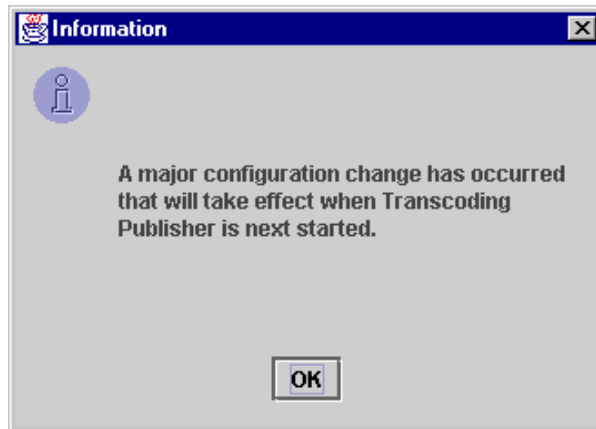 Information
A major configuration change has occurred
that will take effect when Transcoding
Publisher is next started.
OK